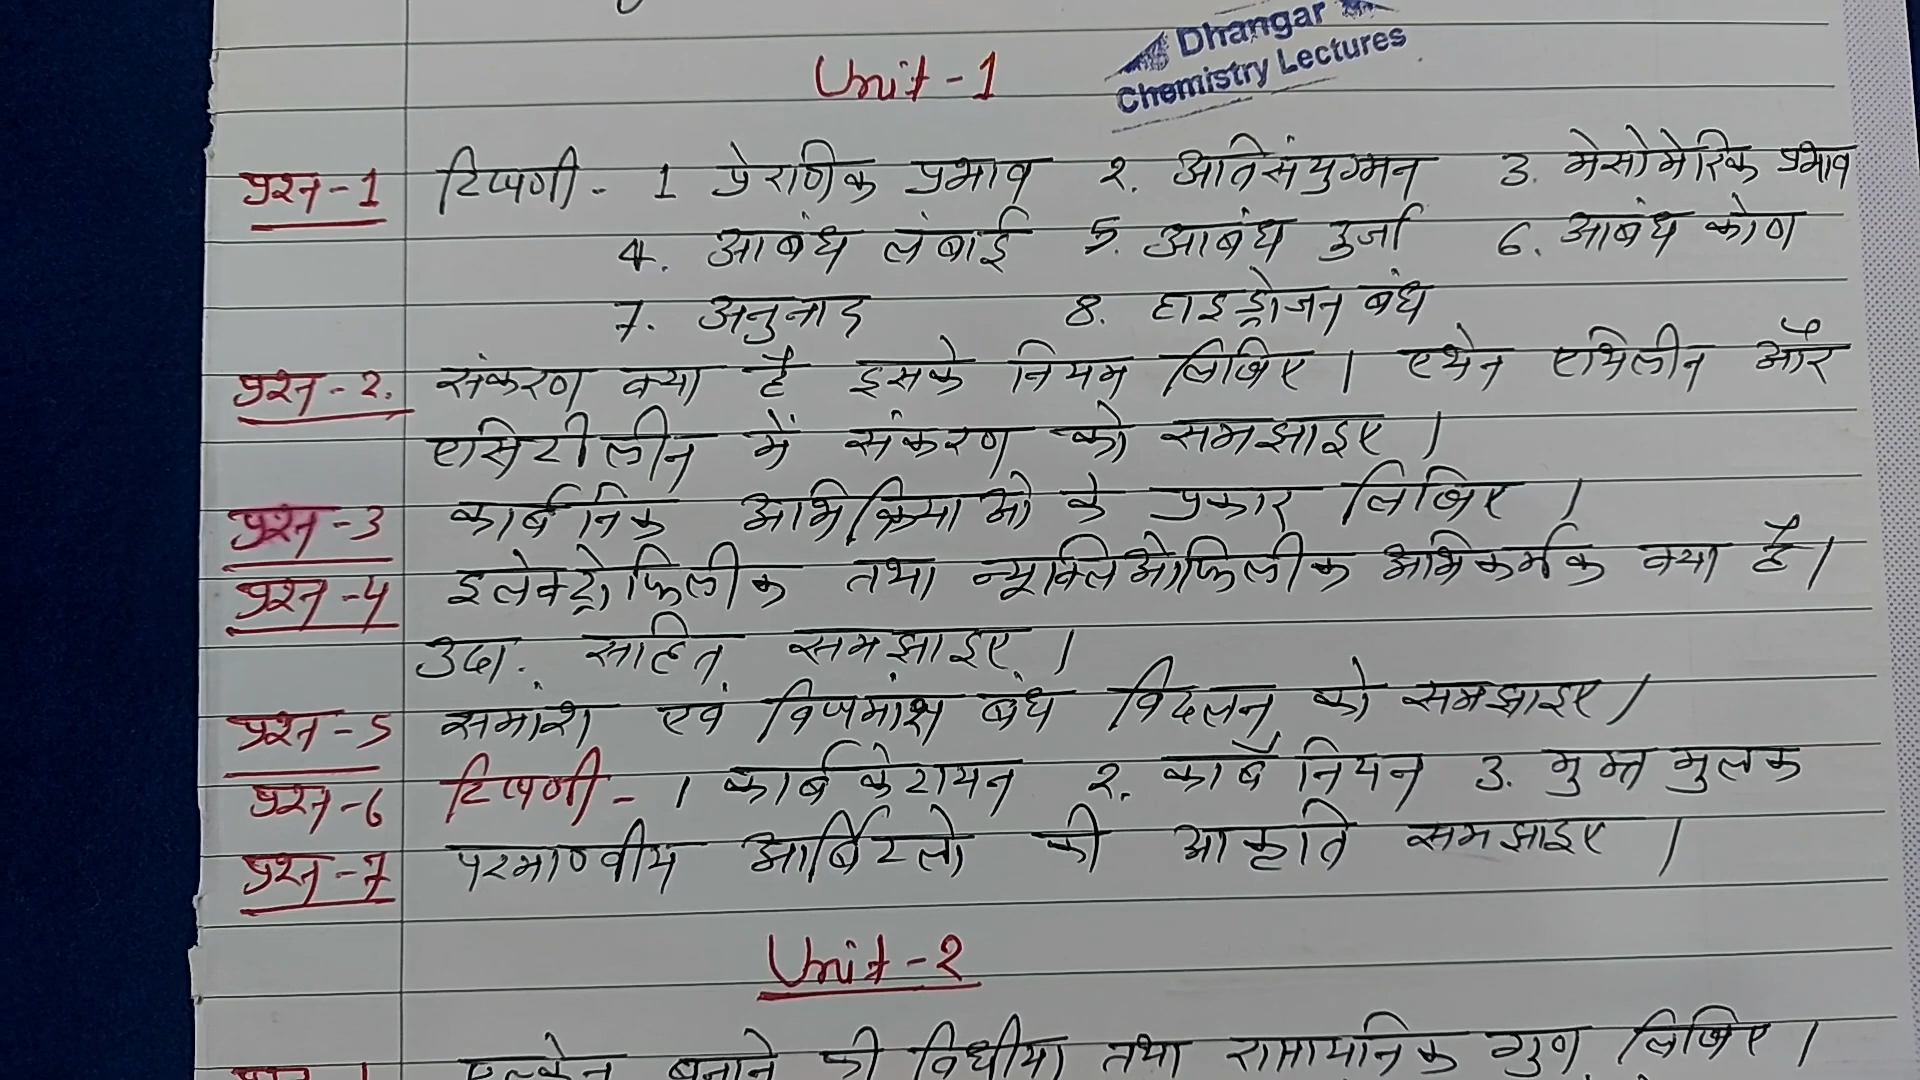 Dhangar
Chemistry Lectures
Unit - 1
प्रश्न-1 टिप्पणी - 1 प्रेरणिक प्रभाव 2. अतिसंयुग्मन 3. मेसोमेरिक प्रभाव
4. आबंध लंबाई 5. आबंध उर्जा 6. आबंध कोण
7. अनुनाद 8. हाइड्रोजन बंध
प्रश्न-2. संकरण क्या है इसके नियम लिखिए । एथेन एथिलीन और
एसिटीलीन में संकरण को समझाइए ।
प्रश्न-3 कार्बनिक अभिक्रियाओ के प्रकार लिखिए ।
प्रश्न-4 इलेक्ट्रोफिलीक तथा न्यूक्लिओफिलीक अभिकर्मक क्या है ।
उदा. सहित समझाइए ।
प्रश्न-5 समांश एवं विषमांश बंध विदलन को समझाइए ।
प्रश्न-6 टिप्पणी - 1 कार्बकेटायन 2. कार्बेनियन 3. मुक्त मुलक
प्रश्न-7 परमाण्वीय आर्बिटलो की आकृति समझाइए ।
Unit - 2
एल्केन बनाने की विधीया तथा रासायनिक गुण लिखिए ।